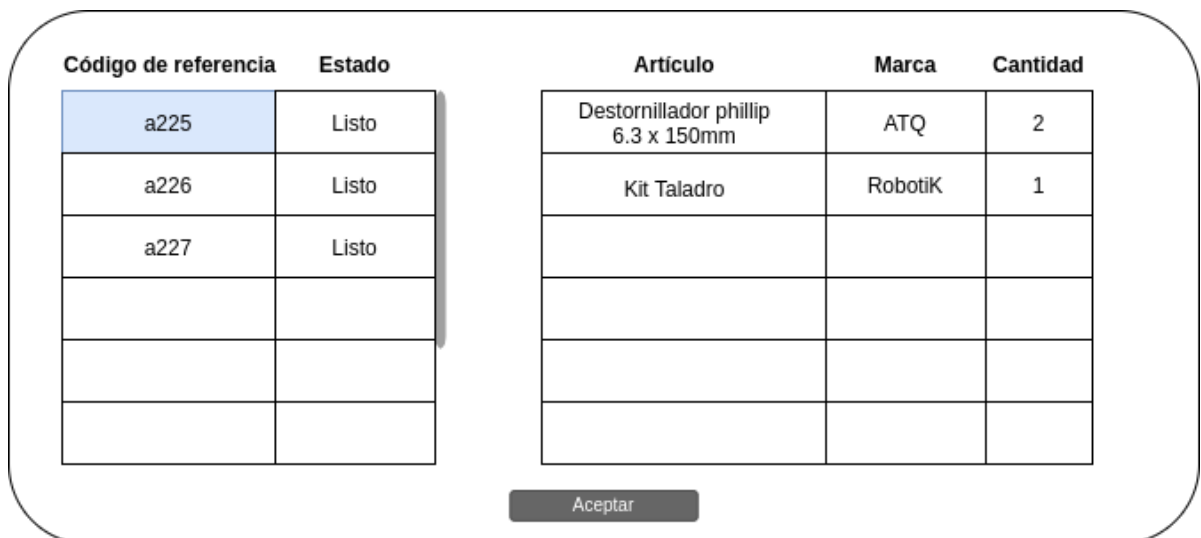 Código de referencia Estado Artículo Marca Cantidad
a225 Listo Destornillador phillip
6.3 x 150mm ATQ 2
a226 Listo Kit Taladro RobotiK 1
a227 Listo
Aceptar